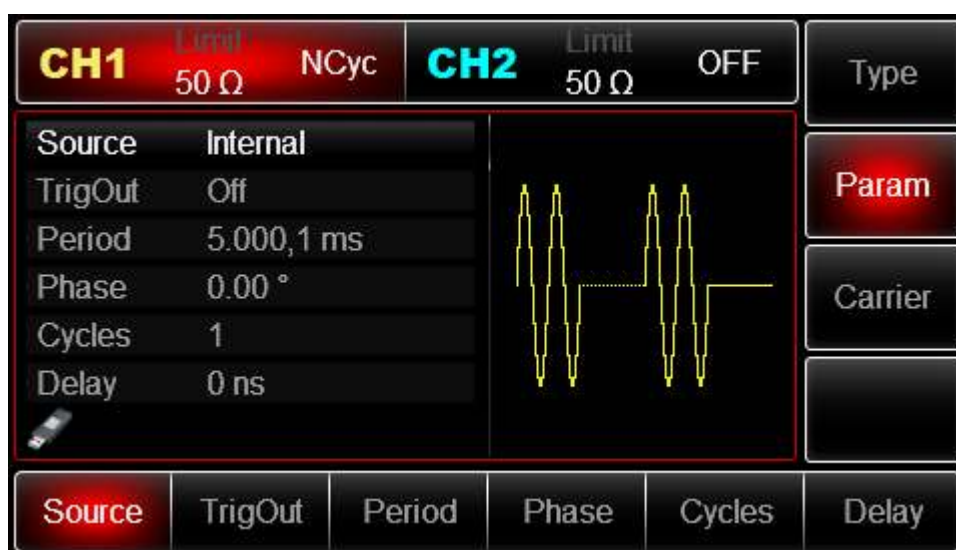 CH1 Limit 50 Ω NCyc CH2 Limit 50 Ω OFF
Type
Source Internal
TrigOut Off
Period 5.000,1 ms
Phase 0.00 °
Cycles 1
Delay 0 ns
Param
Carrier
Source TrigOut Period Phase Cycles Delay